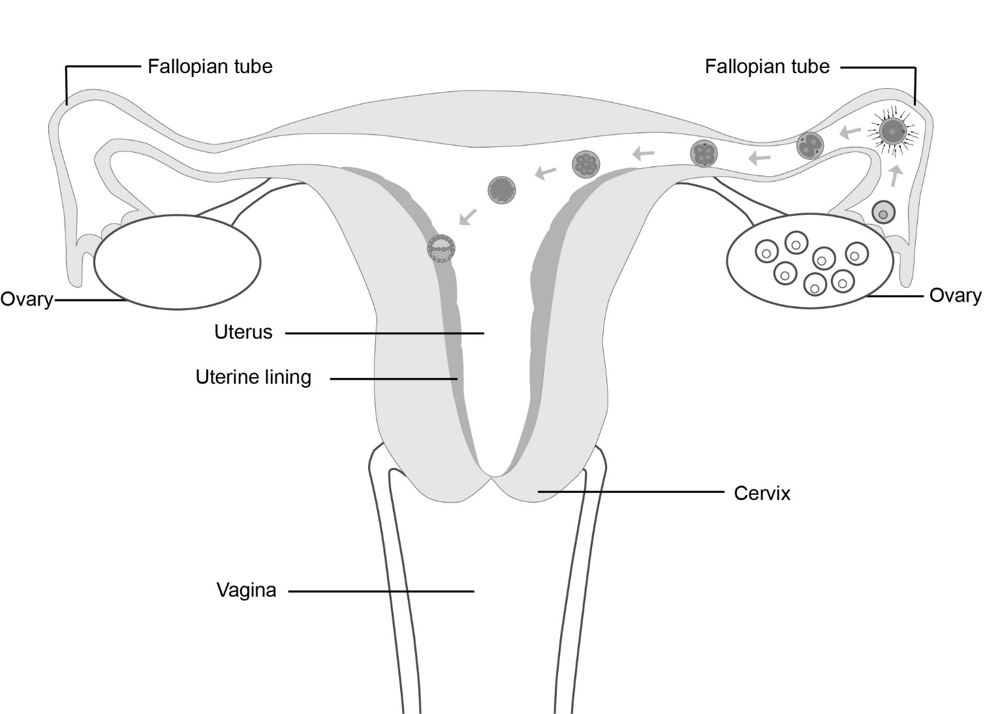 Fallopian tube
Fallopian tube
Ovary
Ovary
Uterus
Uterine lining
Cervix
Vagina